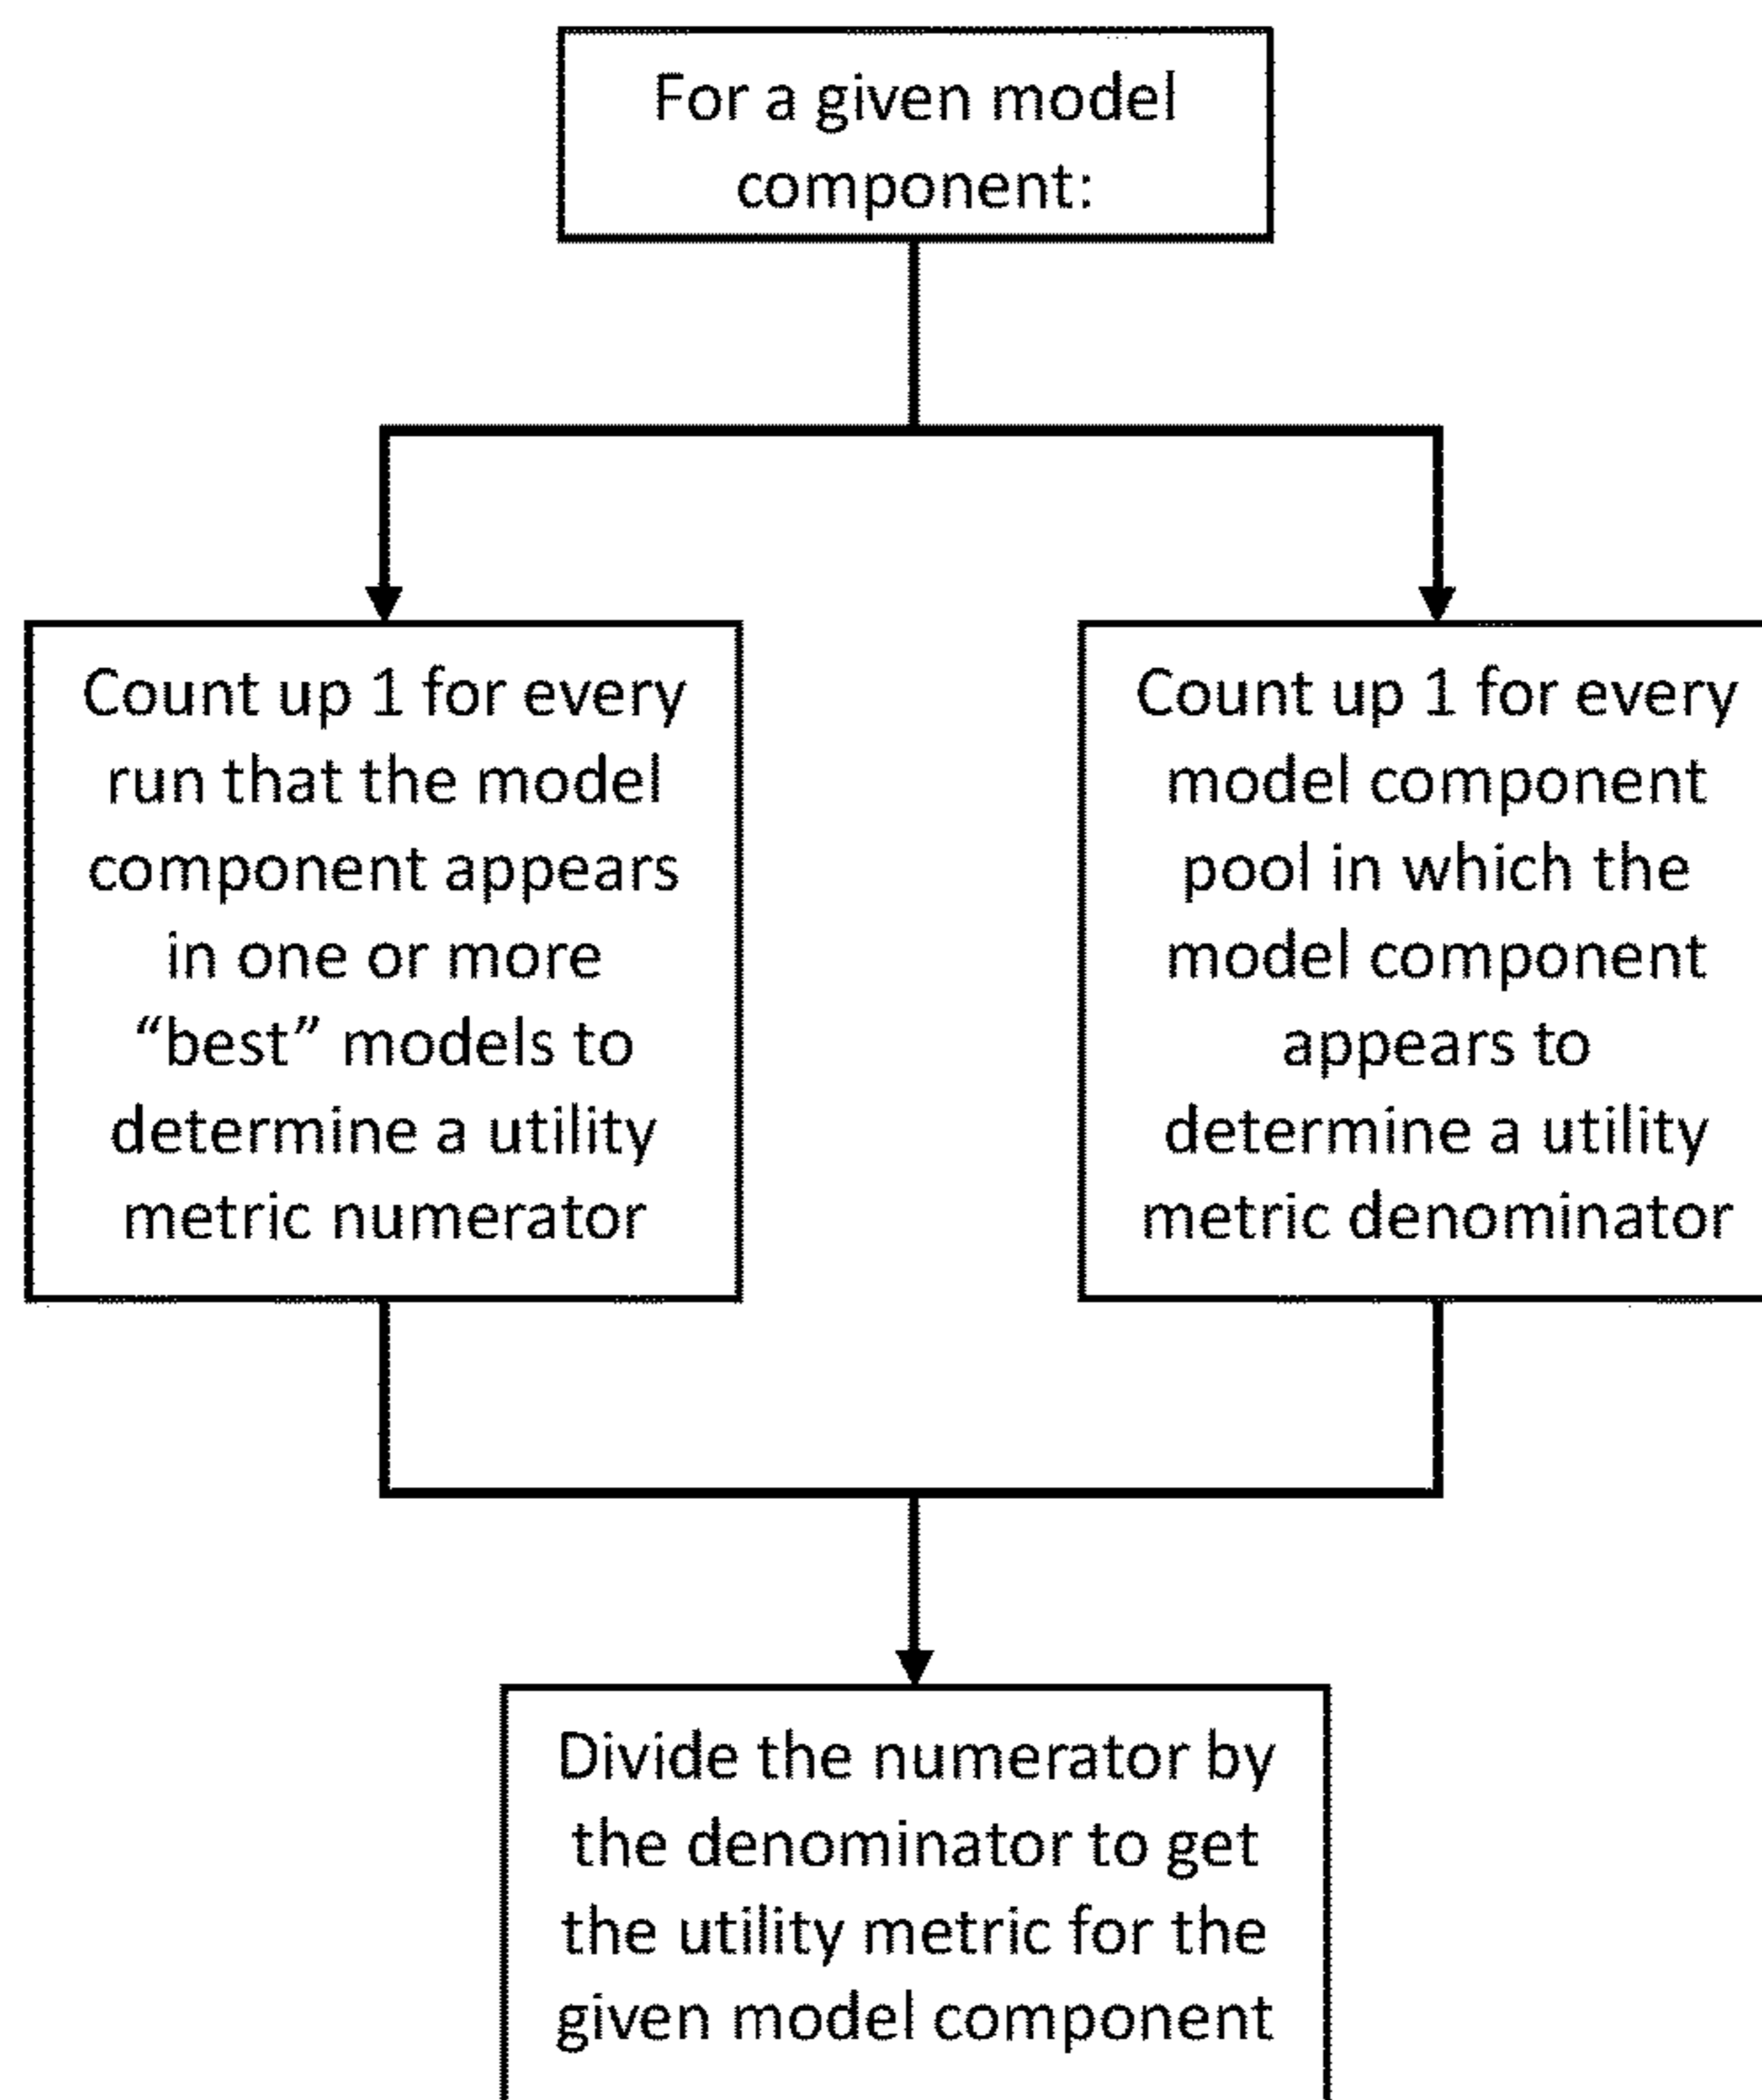 For a given model
component:
Count up 1 for every
run that the model
component appears
in one or more
“best” models to
determine a utility
metric numerator
Count up 1 for every
model component
pool in which the
model component
appears to
determine a utility
metric denominator
Divide the numerator by
the denominator to get
the utility metric for the
given model component